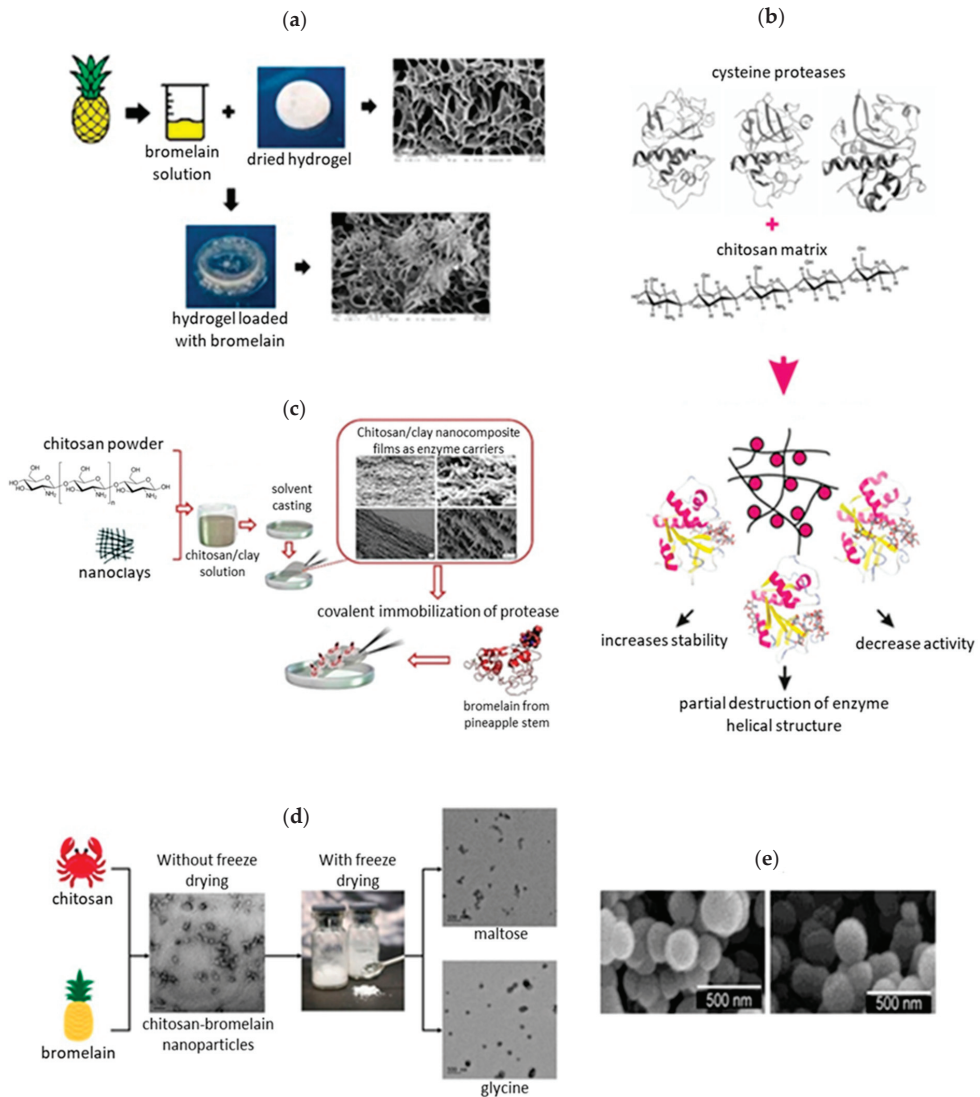 (a)
bromelain
solution
+
dried hydrogel
hydrogel loaded
with bromelain
(b)
cysteine proteases
+
chitosan matrix
increases stability
decrease activity
partial destruction of enzyme
helical structure
(c)
chitosan powder
nanoclays
chitosan/clay
solution
solvent
casting
Chitosan/clay nanocomposite
films as enzyme carriers
covalent immobilization of protease
bromelain from
pineapple stem
(d)
chitosan
bromelain
Without freeze
drying
chitosan-bromelain
nanoparticles
With freeze
drying
maltose
glycine
(e)
500 nm
500 nm